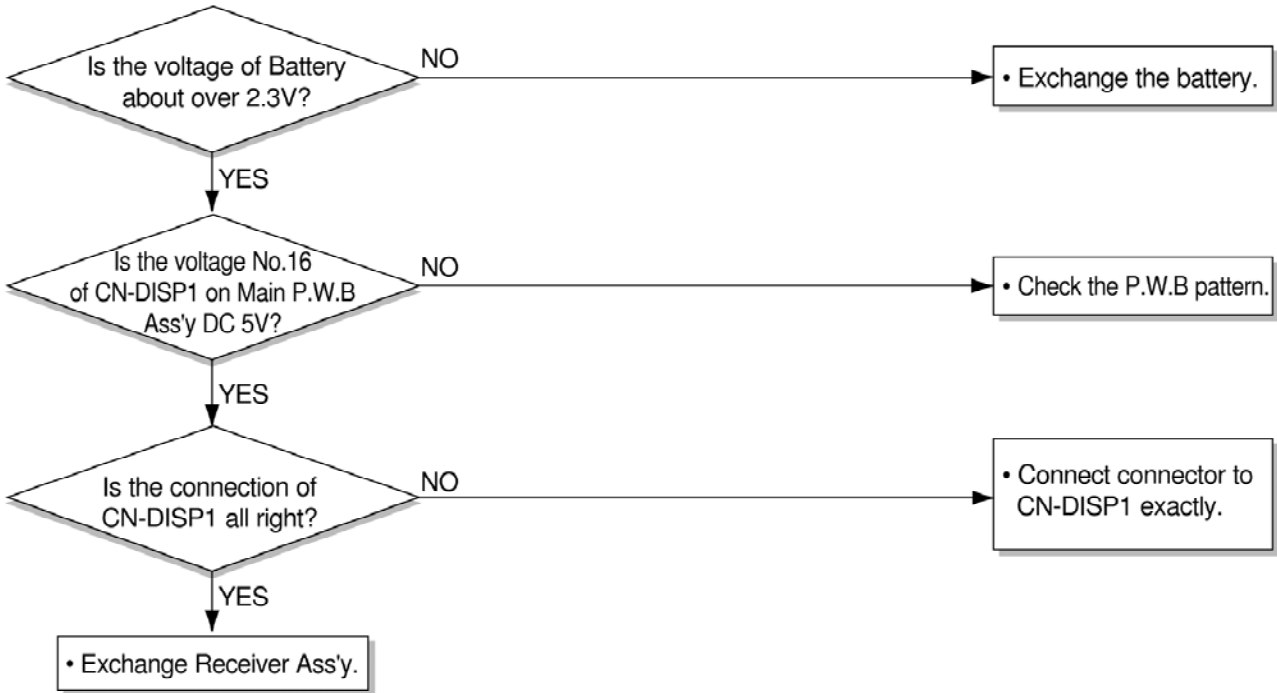 Is the voltage of Battery
about over 2.3V?
NO
• Exchange the battery.
YES
Is the voltage No.16
of CN-DISP1 on Main P.W.B
Ass'y DC 5V?
NO
• Check the P.W.B pattern.
YES
Is the connection of
CN-DISP1 all right?
NO
• Connect connector to
CN-DISP1 exactly.
YES
• Exchange Receiver Ass'y.